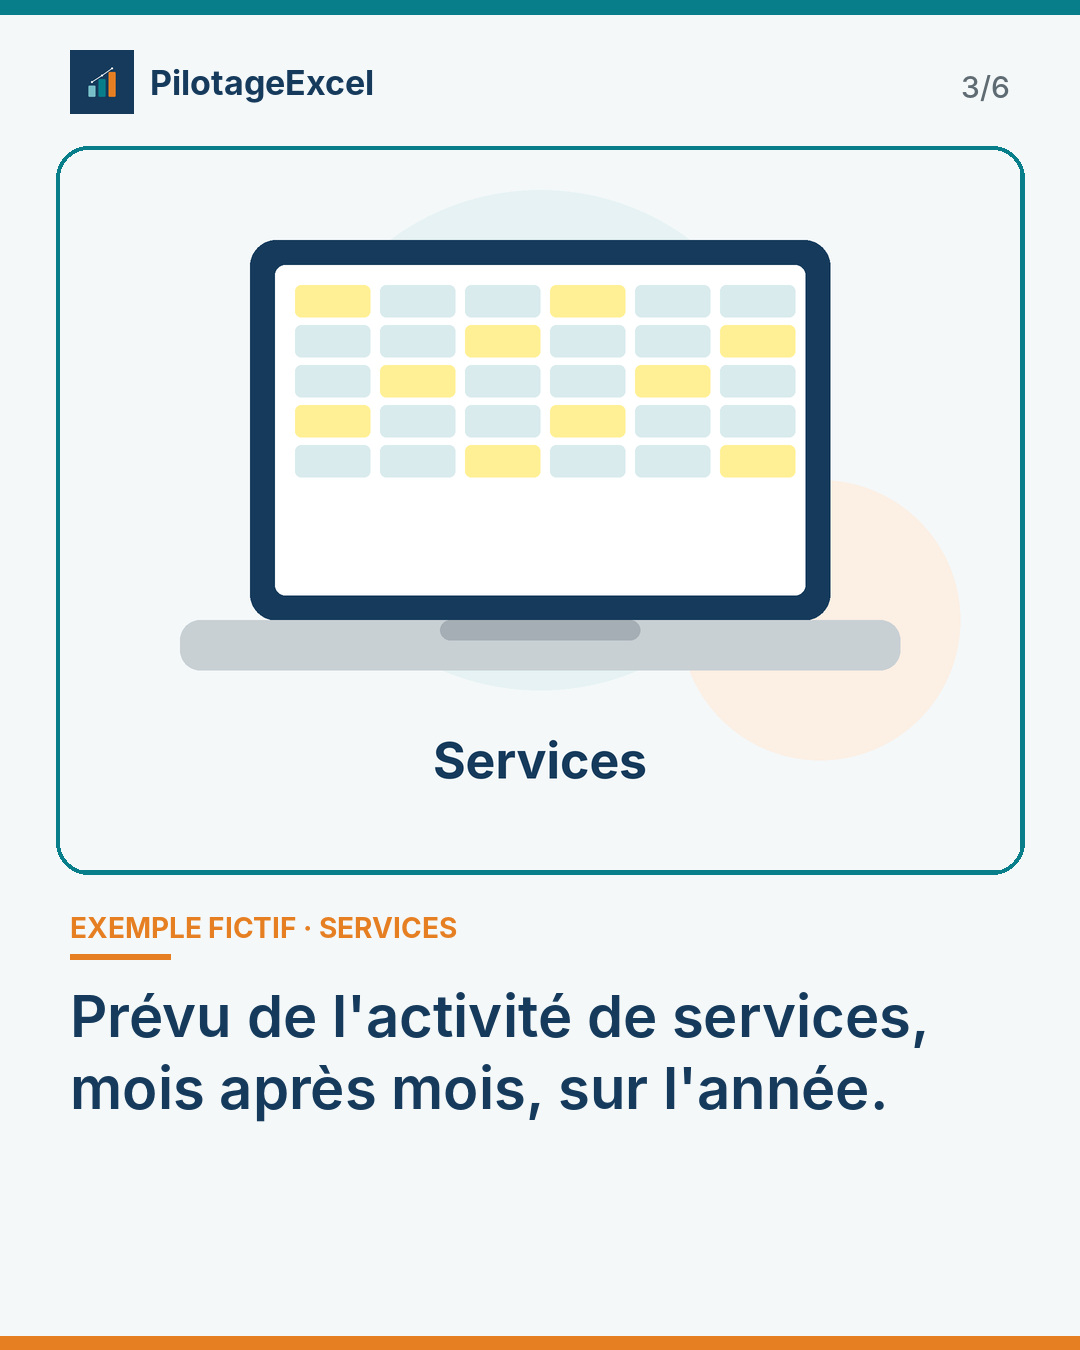 PilotageExcel
3/6
Services
EXEMPLE FICTIF · SERVICES
Prévu de l'activité de services,
mois après mois, sur l'année.